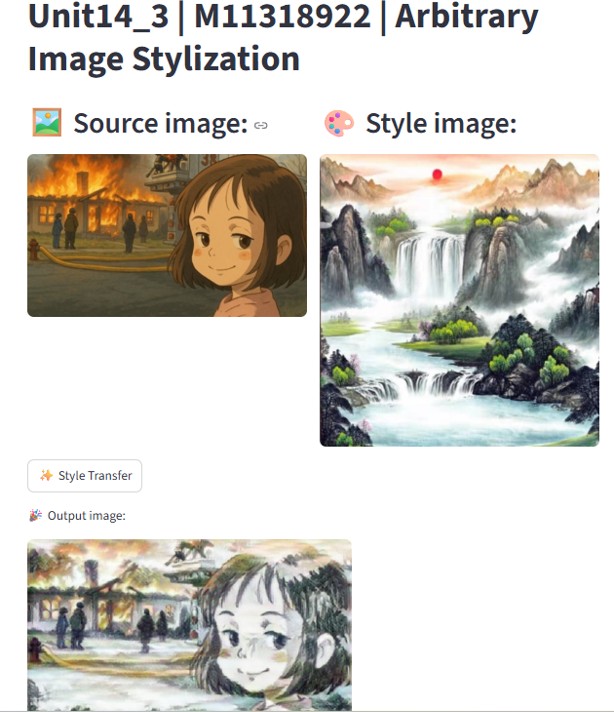 Unit14_3 | M11318922 | Arbitrary
Image Stylization
🖼️ Source image:
🎨 Style image:
✨ Style Transfer
🎉 Output image: